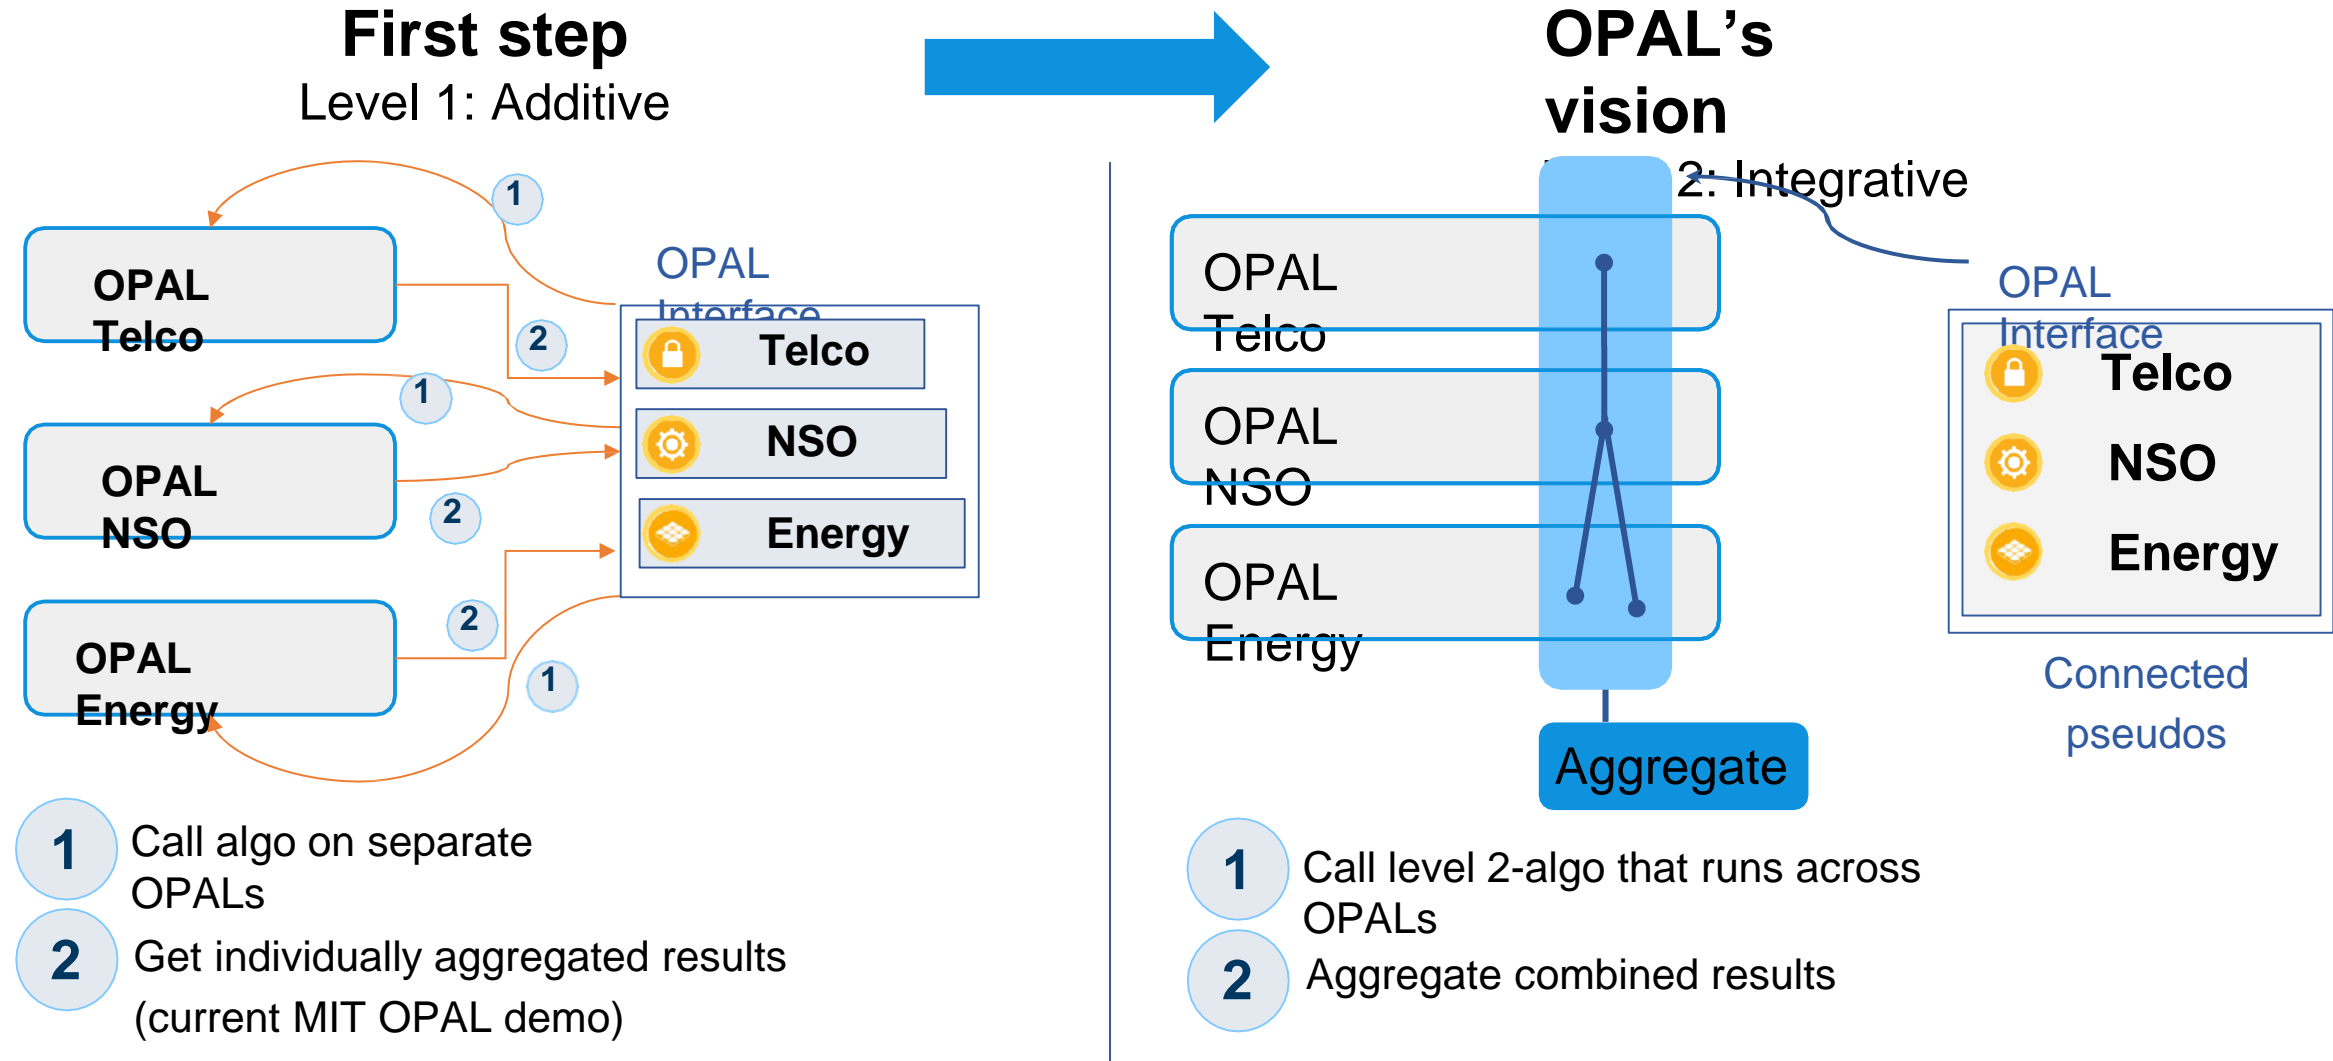 First step
Level 1: Additive
1
OPAL
Telco
2
1
OPAL
NSO
2
OPAL
Energy
2
1
OPAL
Interface
Telco
NSO
Energy
1
Call algo on separate
OPALs
2
Get individually aggregated results
(current MIT OPAL demo)
OPAL's
vision
2: Integrative
OPAL
Telco
OPAL
NSO
OPAL
Energy
Aggregate
OPAL
Interface
Telco
NSO
Energy
Connected
pseudos
1
Call level 2-algo that runs across
OPALs
2
Aggregate combined results